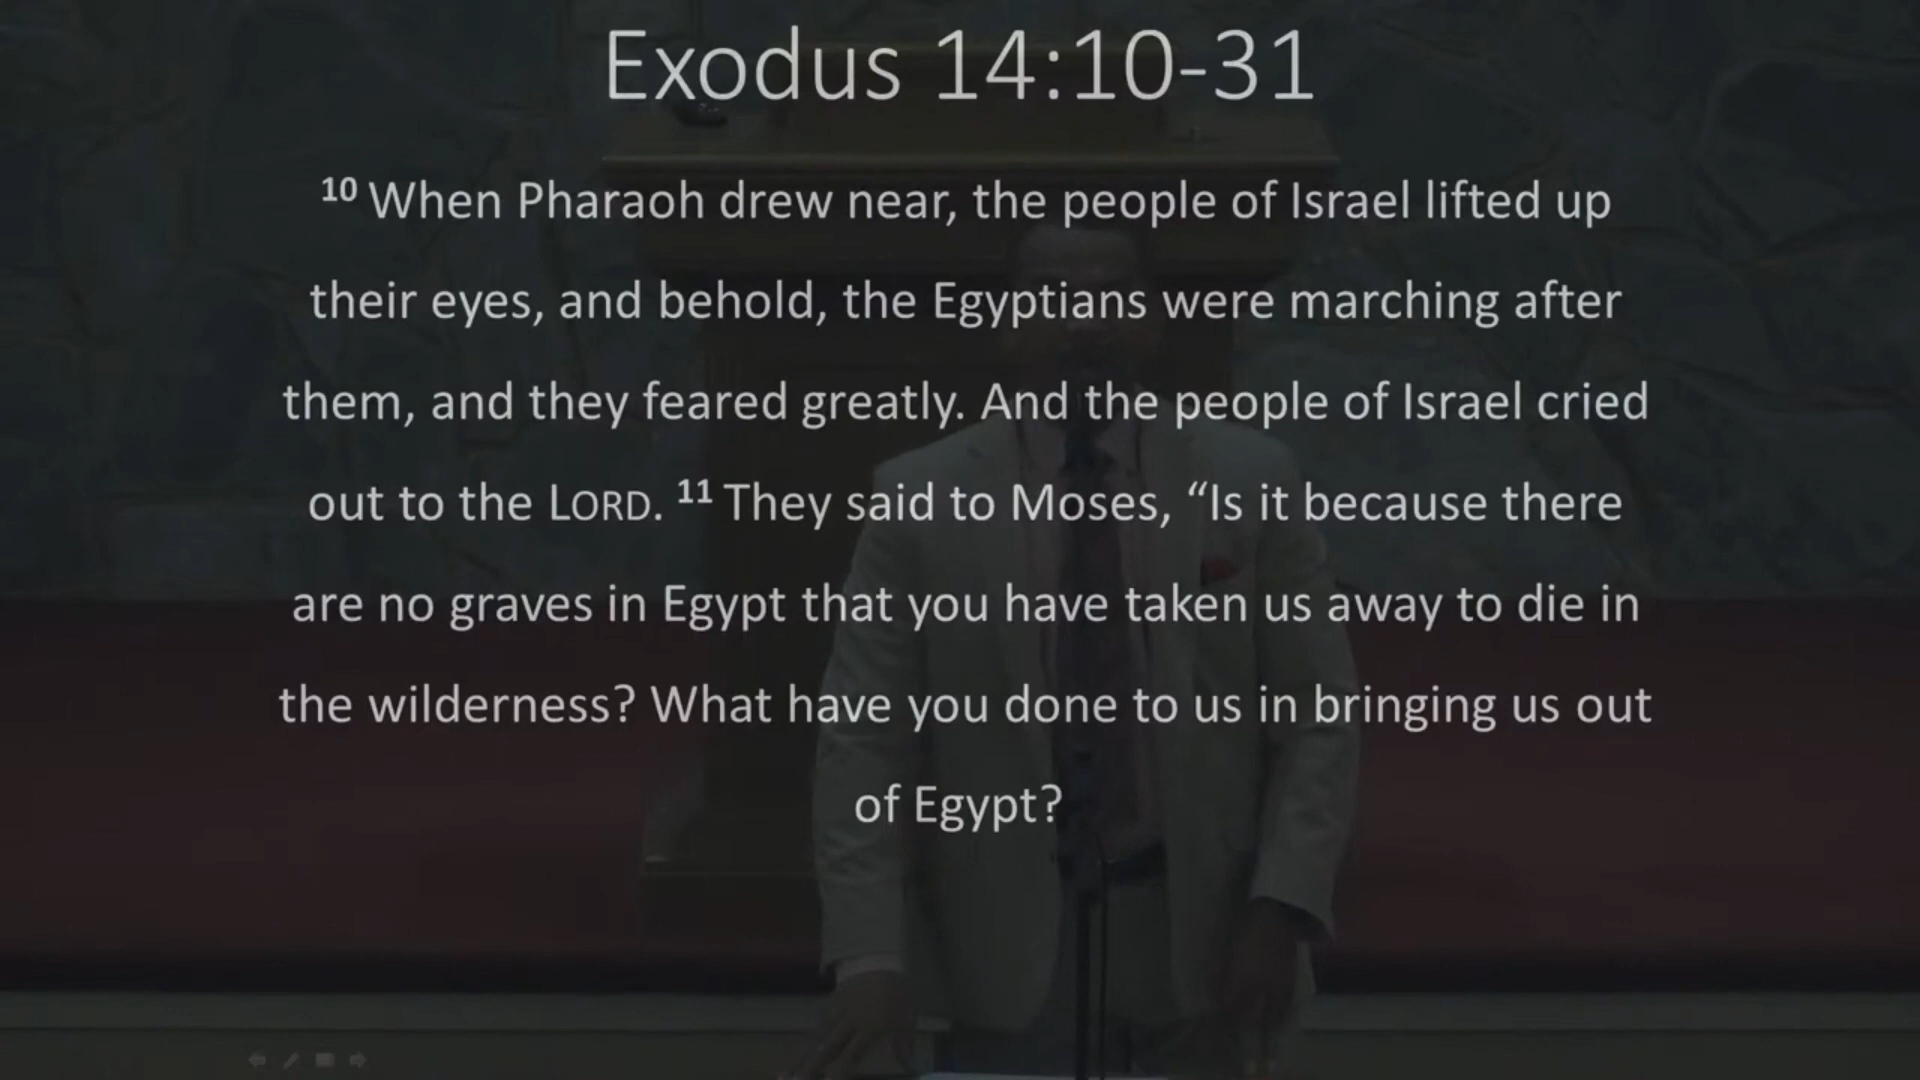 Exodus 14:10-31
10 When Pharaoh drew near, the people of Israel lifted up
their eyes, and behold, the Egyptians were marching after
them, and they feared greatly. And the people of Israel cried
out to the LORD. 11 They said to Moses, “Is it because there
are no graves in Egypt that you have taken us away to die in
the wilderness? What have you done to us in bringing us out
of Egypt?